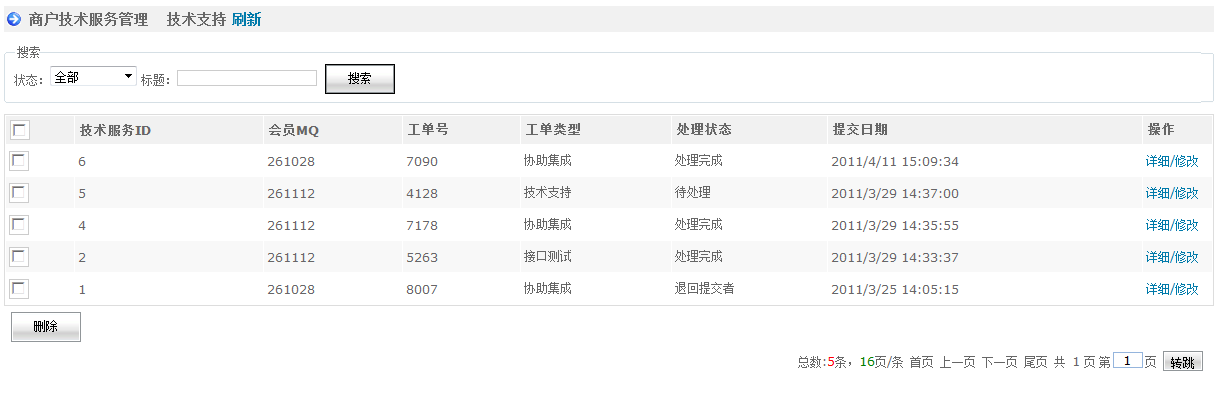 商户技术服务管理 技术支持 刷新
搜索
状态: 全部 标题: 搜索
技术服务ID 会员MQ 工单号 工单类型 处理状态 提交日期 操作
6 261028 7090 协助集成 处理完成 2011/4/11 15:09:34 详细/修改
5 261112 4128 技术支持 待处理 2011/3/29 14:37:00 详细/修改
4 261112 7178 协助集成 处理完成 2011/3/29 14:35:55 详细/修改
2 261112 5263 接口测试 处理完成 2011/3/29 14:33:37 详细/修改
1 261028 8007 协助集成 退回提交者 2011/3/25 14:05:15 详细/修改
删除
总数:5条，16页/条 首页 上一页 下一页 尾页 共 1 页 第 1 页 转跳